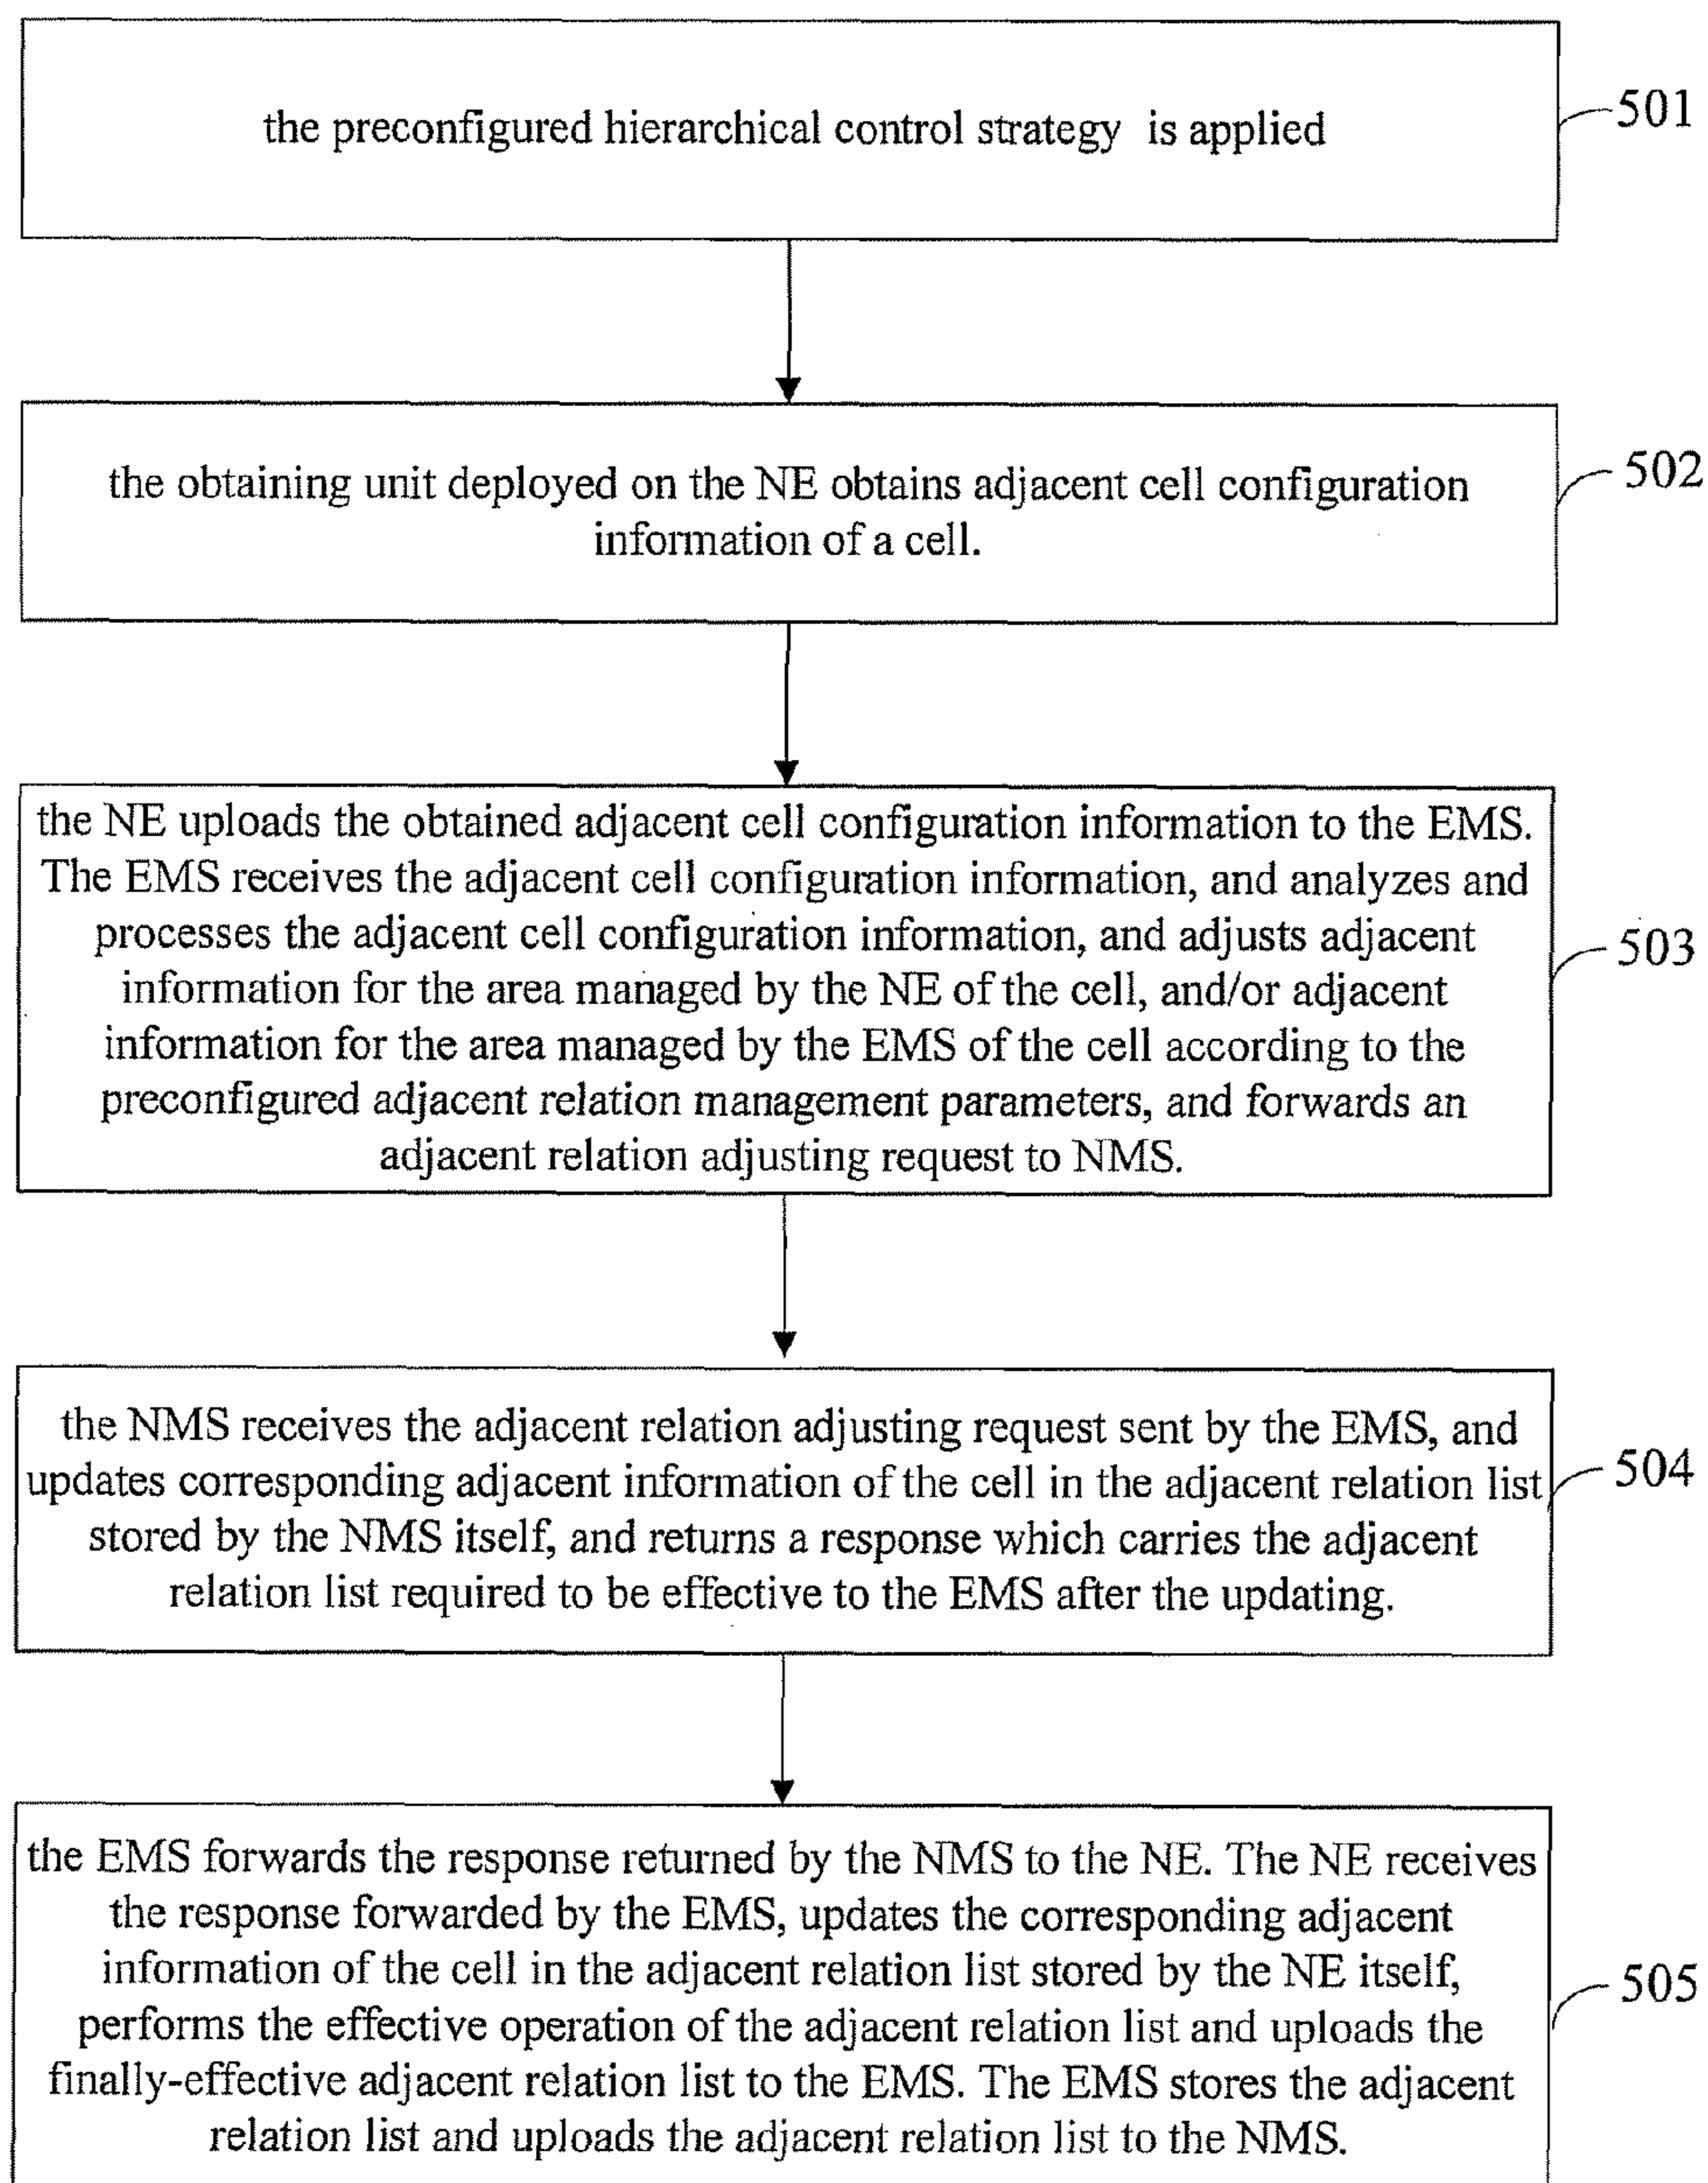 the preconfigured hierarchical control strategy is applied
501
the obtaining unit deployed on the NE obtains adjacent cell configuration
information of a cell.
502
the NE uploads the obtained adjacent cell configuration information to the EMS.
The EMS receives the adjacent cell configuration information, and analyzes and
processes the adjacent cell configuration information, and adjusts adjacent
information for the area managed by the NE of the cell, and/or adjacent
information for the area managed by the EMS of the cell according to the
preconfigured adjacent relation management parameters, and forwards an
adjacent relation adjusting request to NMS.
503
the NMS receives the adjacent relation adjusting request sent by the EMS, and
updates corresponding adjacent information of the cell in the adjacent relation list
stored by the NMS itself, and returns a response which carries the adjacent
relation list required to be effective to the EMS after the updating.
504
the EMS forwards the response returned by the NMS to the NE. The NE receives
the response forwarded by the EMS, updates the corresponding adjacent
information of the cell in the adjacent relation list stored by the NE itself,
performs the effective operation of the adjacent relation list and uploads the
finally-effective adjacent relation list to the EMS. The EMS stores the adjacent
relation list and uploads the adjacent relation list to the NMS.
505